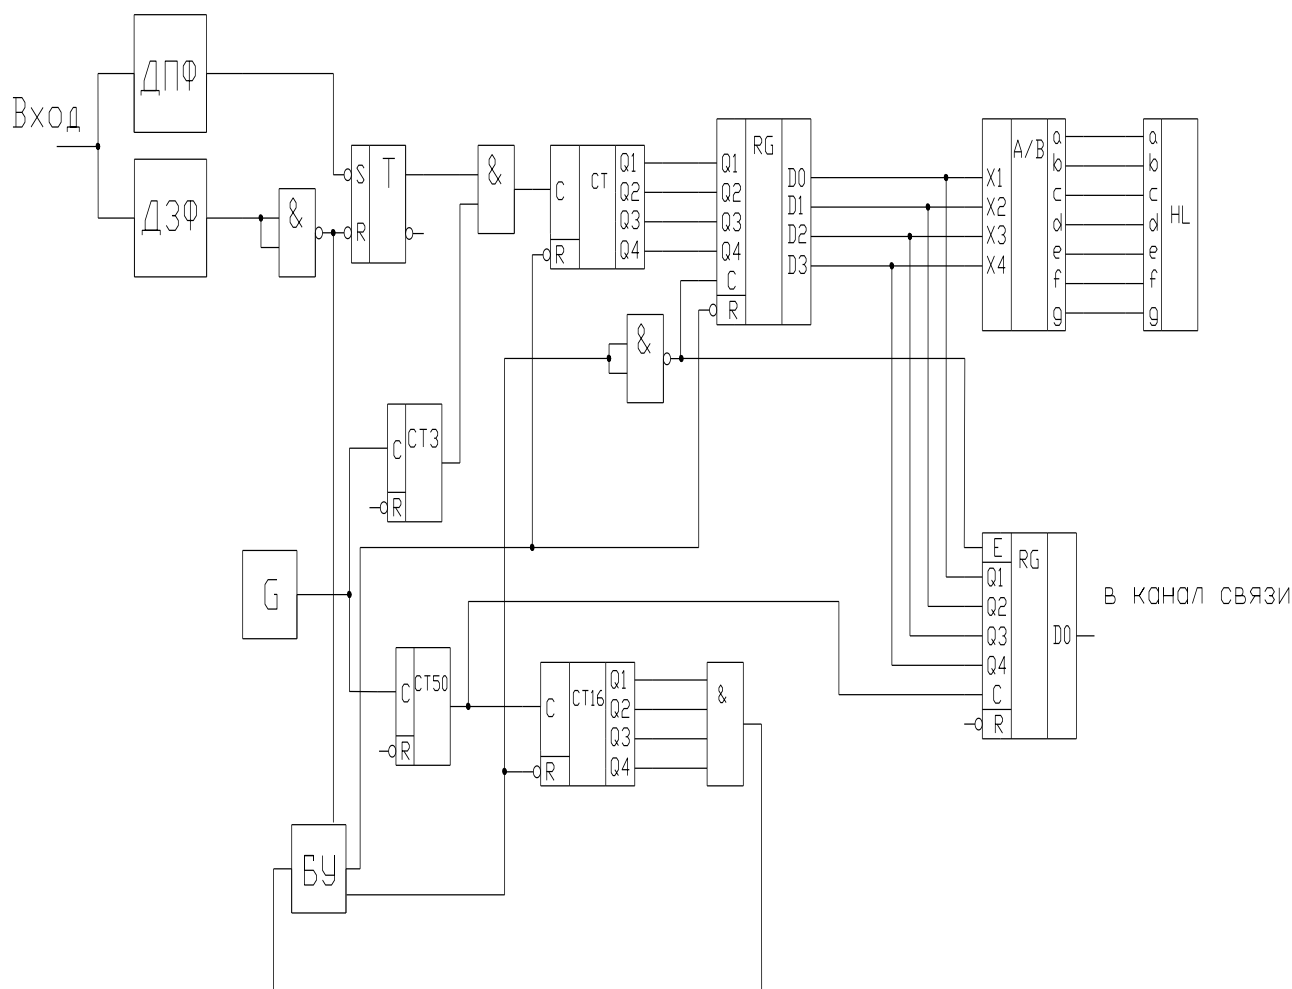 ДПФ
Вход
ДЗФ
&
S T
R
&
C CT Q1 Q2 Q3 Q4
R
Q1 Q2 Q3 Q4 C R RG D0 D1 D2 D3
X1 X2 X3 X4 A/B a b c d e f g
a b c d e f g HL
&
C CT3
R
G
E RG
Q1 Q2 Q3 Q4 C R D0
в канал связи
C CT50
R
C CT16 Q1 Q2 Q3 Q4
R
&
БУ